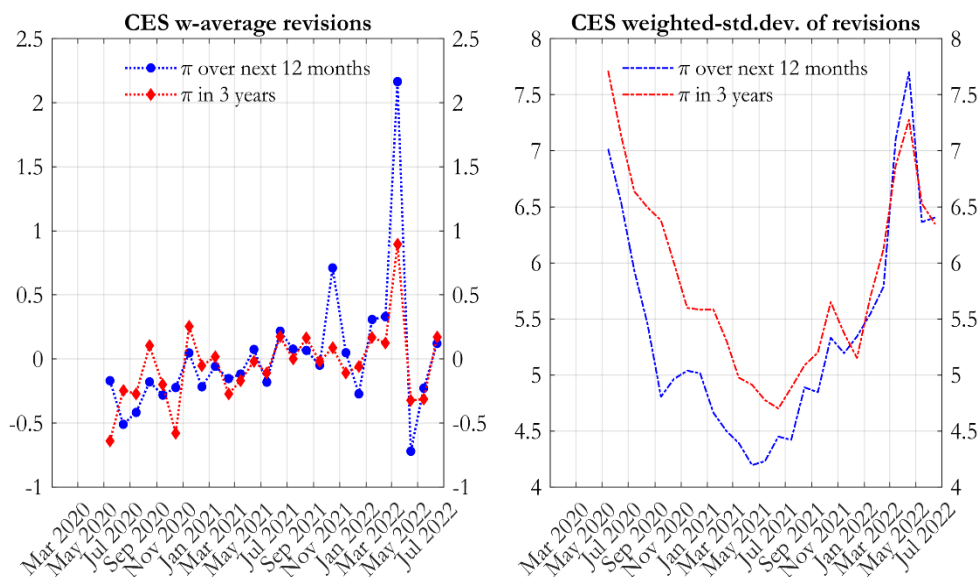 CES w-average revisions
2.5
2
1.5
1
0.5
0
-0.5
-1
π over next 12 months
π in 3 years
2.5
2
1.5
1
0.5
0
-0.5
-1
Mar 2020
May 2020
Jul 2020
Sep 2020
Nov 2021
Jan 2021
Mar 2021
May 2021
Jul 2021
Sep 2021
Nov 2022
Jan 2022
Mar 2022
May 2022
Jul 2022
CES weighted-std.dev. of revisions
8
7.5
7
6.5
6
5.5
5
4.5
4
π over next 12 months
π in 3 years
8
7.5
7
6.5
6
5.5
5
4.5
4
Mar 2020
May 2020
Jul 2020
Sep 2020
Nov 2021
Jan 2021
Mar 2021
May 2021
Jul 2021
Sep 2021
Nov 2022
Jan 2022
Mar 2022
May 2022
Jul 2022